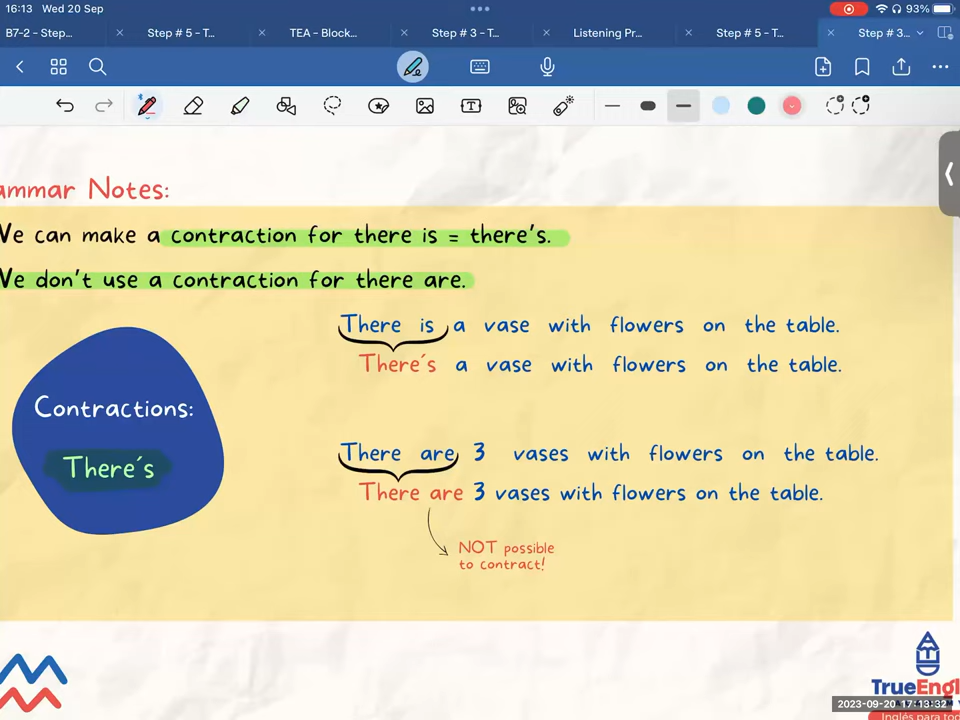 16:13 Wed 20 Sep
93%
B7-2 - Step...
Step # 5 - T...
TEA - Block...
Step # 3 - T...
Listening Pr...
Step # 5 - T...
Step # 3...
ammar Notes:
We can make a contraction for there is = there's.
We don't use a contraction for there are.
There is a vase with flowers on the table.
There´s a vase with flowers on the table.
Contractions:
There´s
There are 3 vases with flowers on the table.
There are 3 vases with flowers on the table.
NOT possible
to contract!
TrueEngl
2023-09-20 17:13:32
Inglés para too